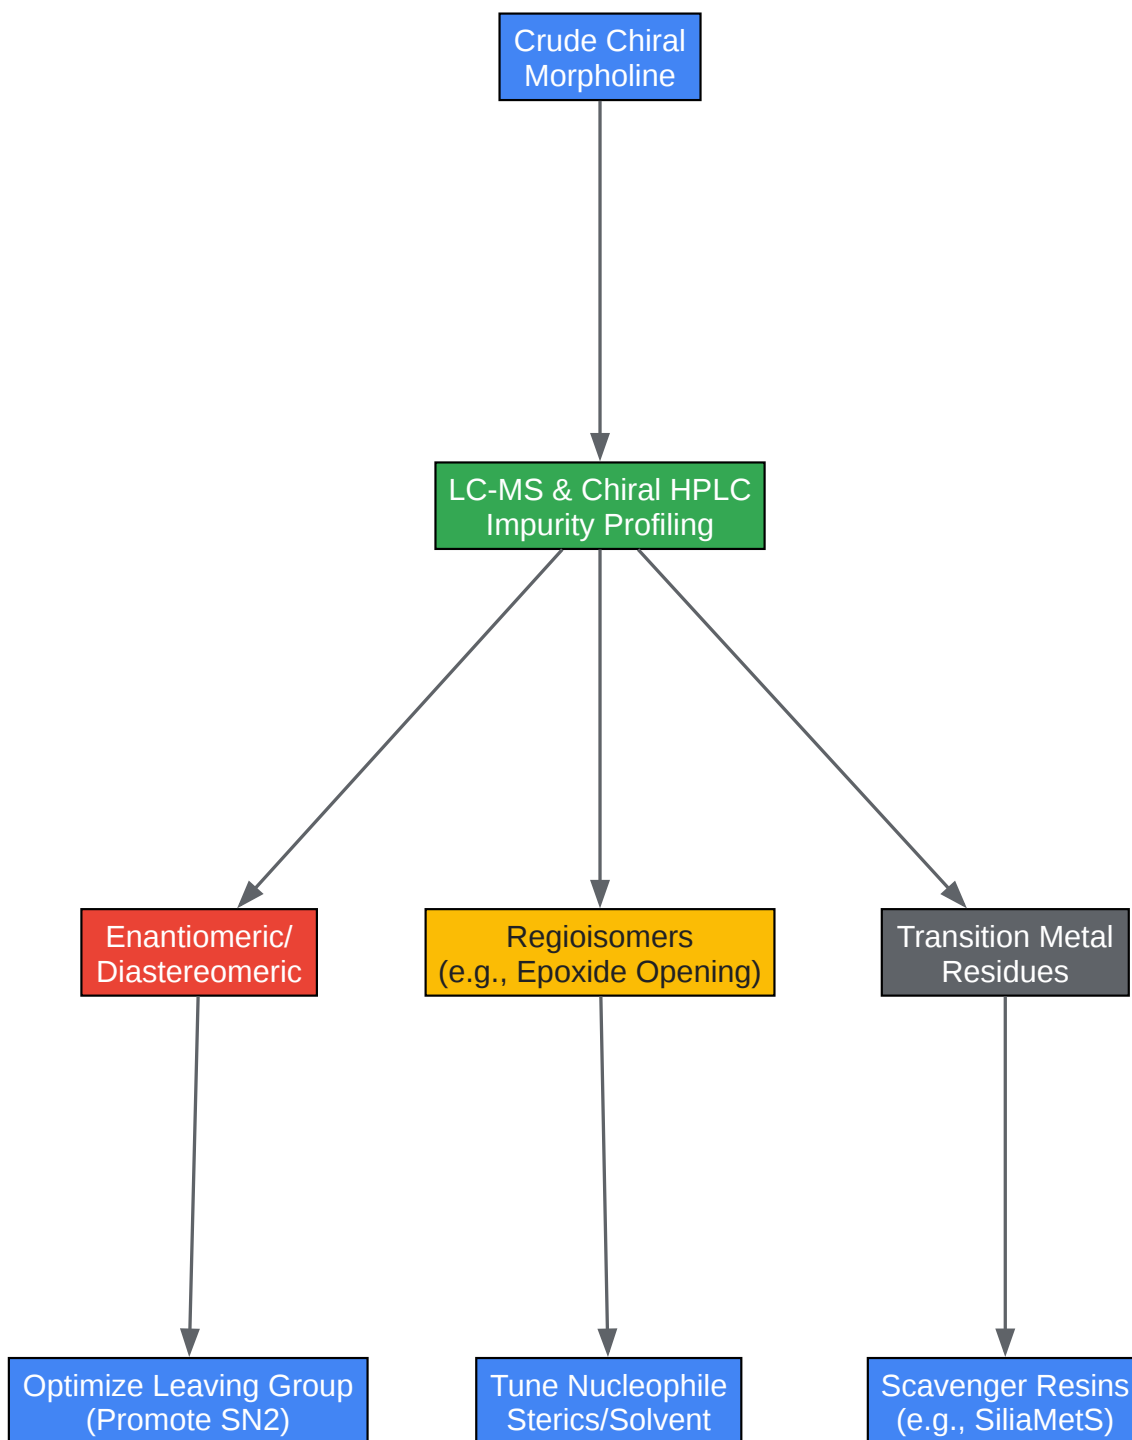 Crude Chiral
Morpholine
LC-MS & Chiral HPLC
Impurity Profiling
Enantiomeric/
Diastereomeric
Regioisomers
(e.g., Epoxide Opening)
Transition Metal
Residues
Optimize Leaving Group
(Promote SN2)
Tune Nucleophile
Sterics/Solvent
Scavenger Resins
(e.g., SiliaMetS)